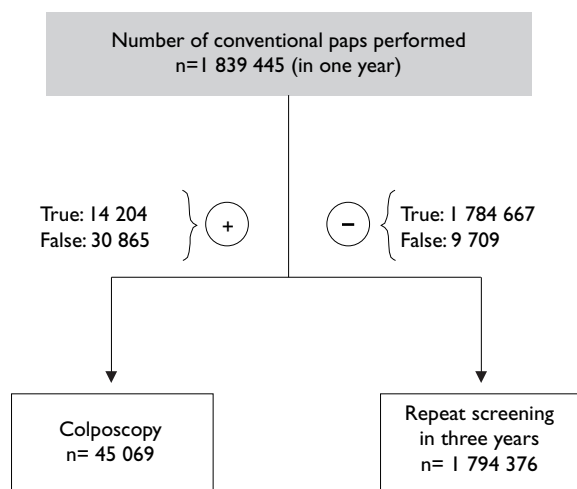 Number of conventional paps performed
n=1 839 445 (in one year)
True: 14 204
False: 30 865
+
−
True: 1 784 667
False: 9 709
Colposcopy
n= 45 069
Repeat screening
in three years
n= 1 794 376